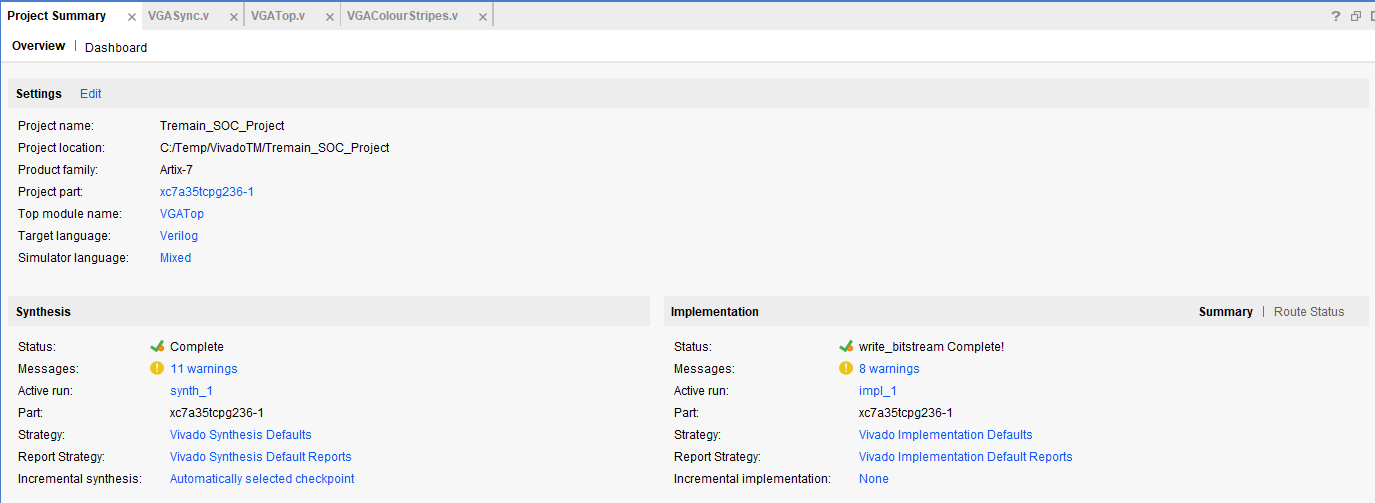 Project Summary × VGASync.v × VGATop.v × VGAColourStripes.v × ?
Overview | Dashboard
Settings Edit
Project name: Tremain_SOC_Project
Project location: C:/Temp/VivadoTM/Tremain_SOC_Project
Product family: Artix-7
Project part: xc7a35tcpg236-1
Top module name: VGATop
Target language: Verilog
Simulator language: Mixed
Synthesis
Status: Complete
Messages: 11 warnings
Active run: synth_1
Part: xc7a35tcpg236-1
Strategy: Vivado Synthesis Defaults
Report Strategy: Vivado Synthesis Default Reports
Incremental synthesis: Automatically selected checkpoint
Implementation Summary | Route Status
Status: write_bitstream Complete!
Messages: 8 warnings
Active run: impl_1
Part: xc7a35tcpg236-1
Strategy: Vivado Implementation Defaults
Report Strategy: Vivado Implementation Default Reports
Incremental implementation: None